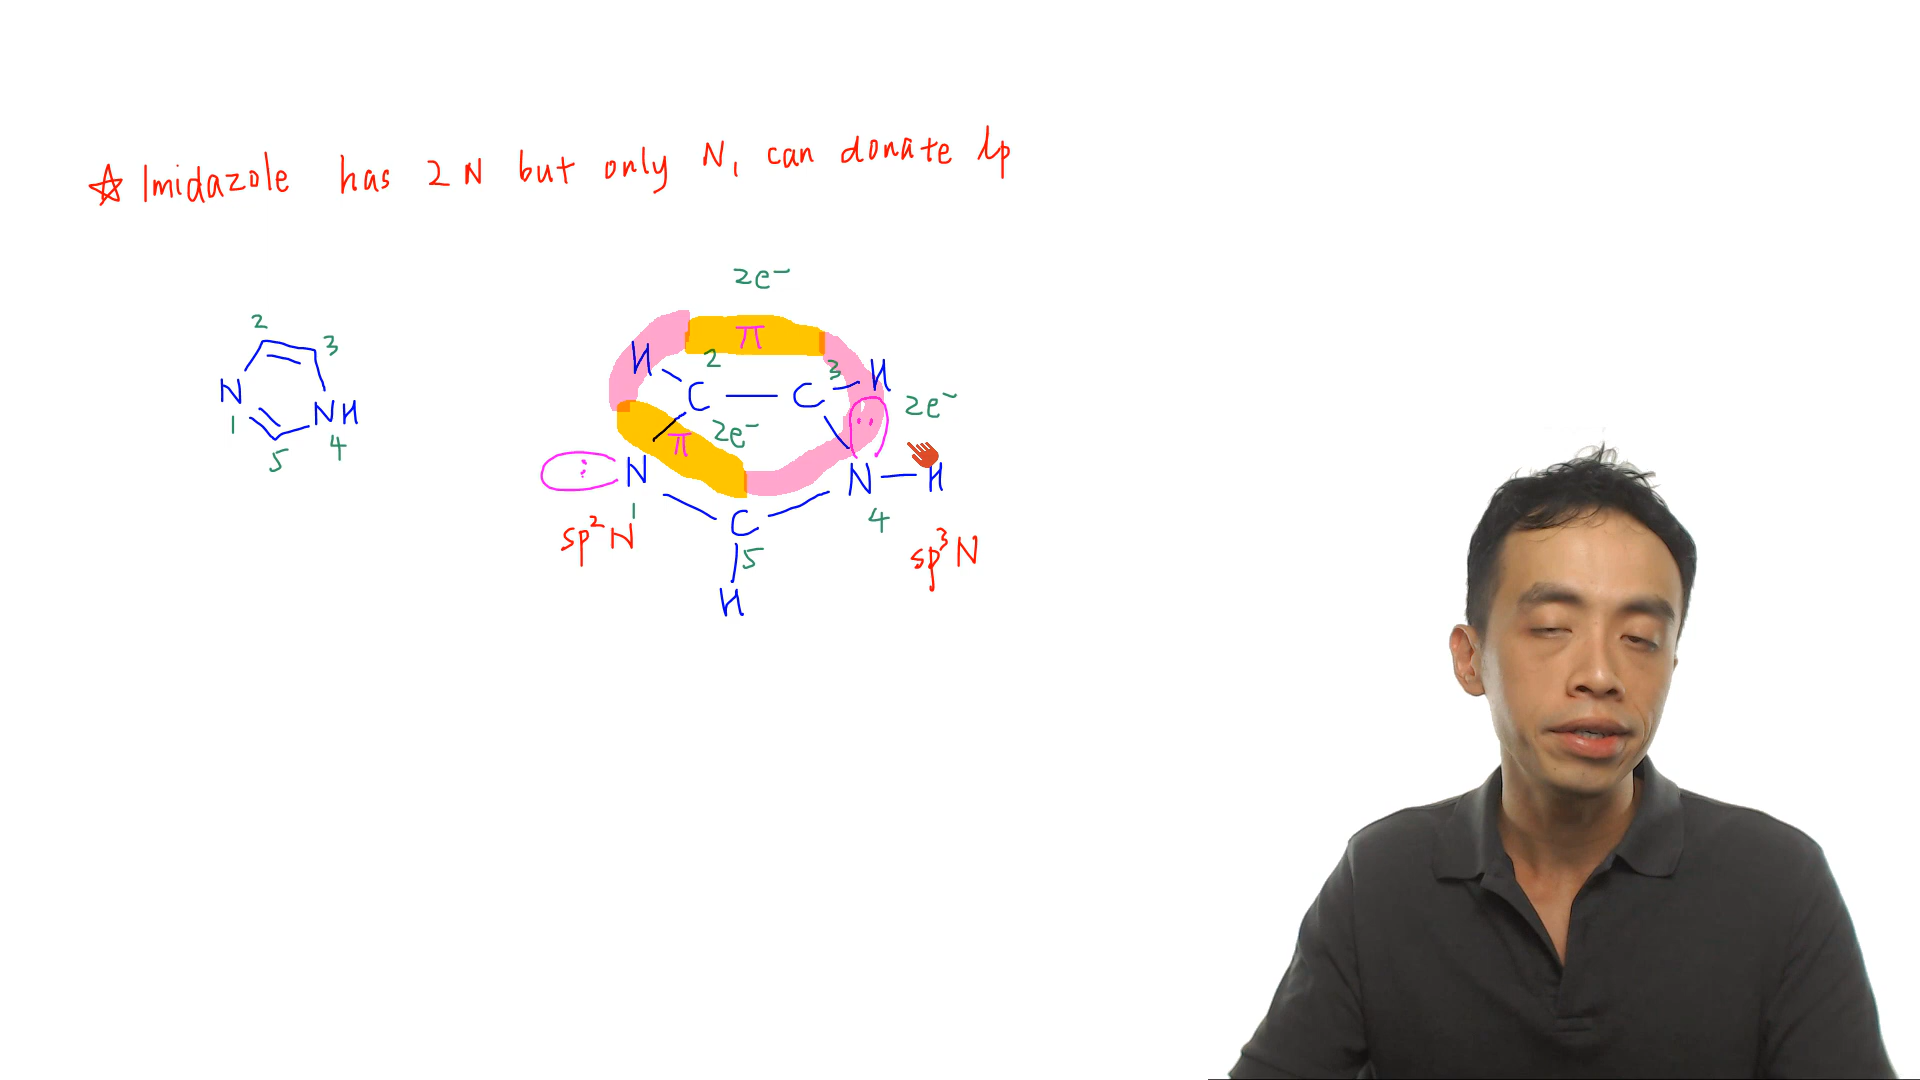 ☆ Imidazole has 2 N but only N₁ can donate lp
2e⁻
2
3
N
1
NH
4
5
π
H
2
3
H
C
C
2e⁻
2e⁻
π
N
N
H
1
C
4
sp² N
5
sp³ N
H